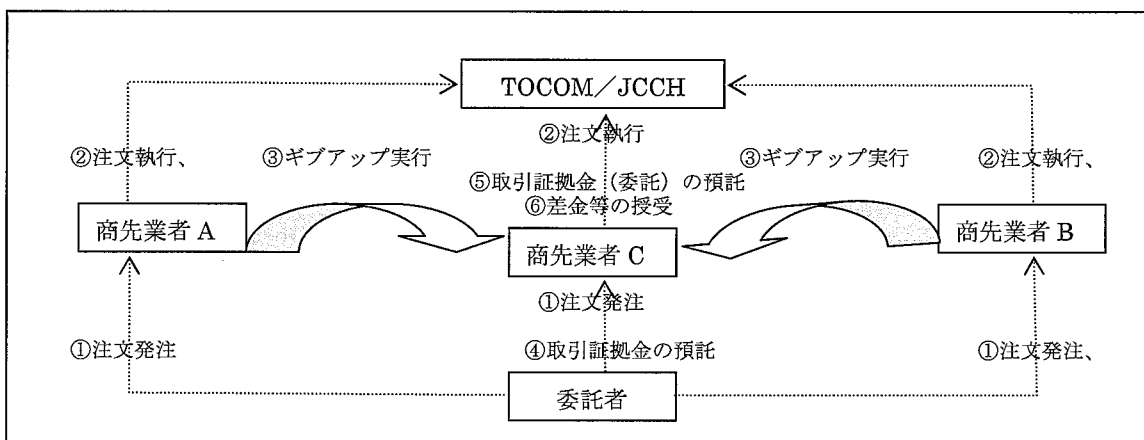 TOCOM/JCCH
②注文執行、
③ギブアップ実行
②注文執行
③ギブアップ実行
②注文執行、
⑤取引証拠金（委託）の預託
⑥差金等の授受
商先業者 A
商先業者 C
商先業者 B
①注文発注
①注文発注
④取引証拠金の預託
①注文発注、
委託者